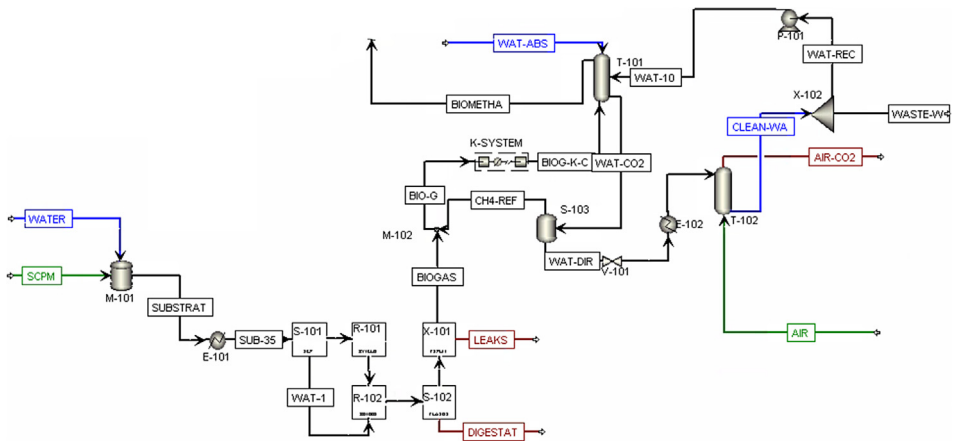 WAT-ABS
T-101
P-101
WAT-REC
WAT-10
BIOMETHA
X-102
WASTE-W
CLEAN-WA
K-SYSTEM
BIOG-K-C
WAT-CO2
AIR-CO2
BIO-G
CH4-REF
S-103
E-102
T-102
WATER
M-102
WAT-DIR
V-101
SCPM
M-101
BIOGAS
SUBSTRAT
AIR
E-101
SUB-35
S-101
R-101
X-101
LEAKS
WAT-1
R-102
S-102
DIGESTAT